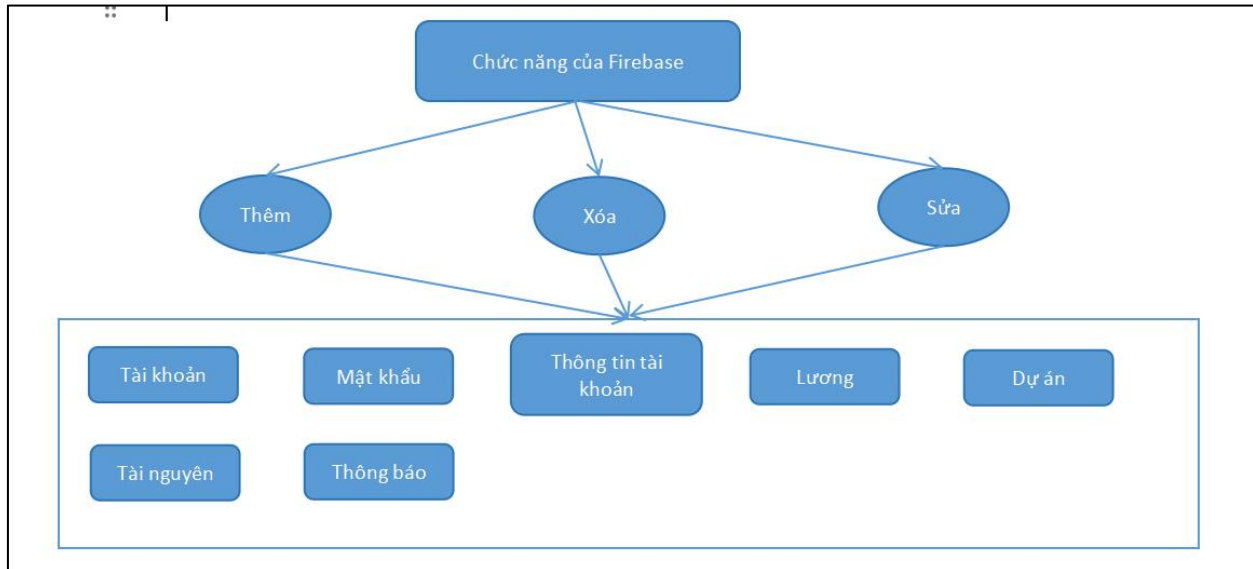 Chức năng của Firebase
Thêm
Xóa
Sửa
Tài khoản
Mật khẩu
Thông tin tài
khoản
Lương
Dự án
Tài nguyên
Thông báo